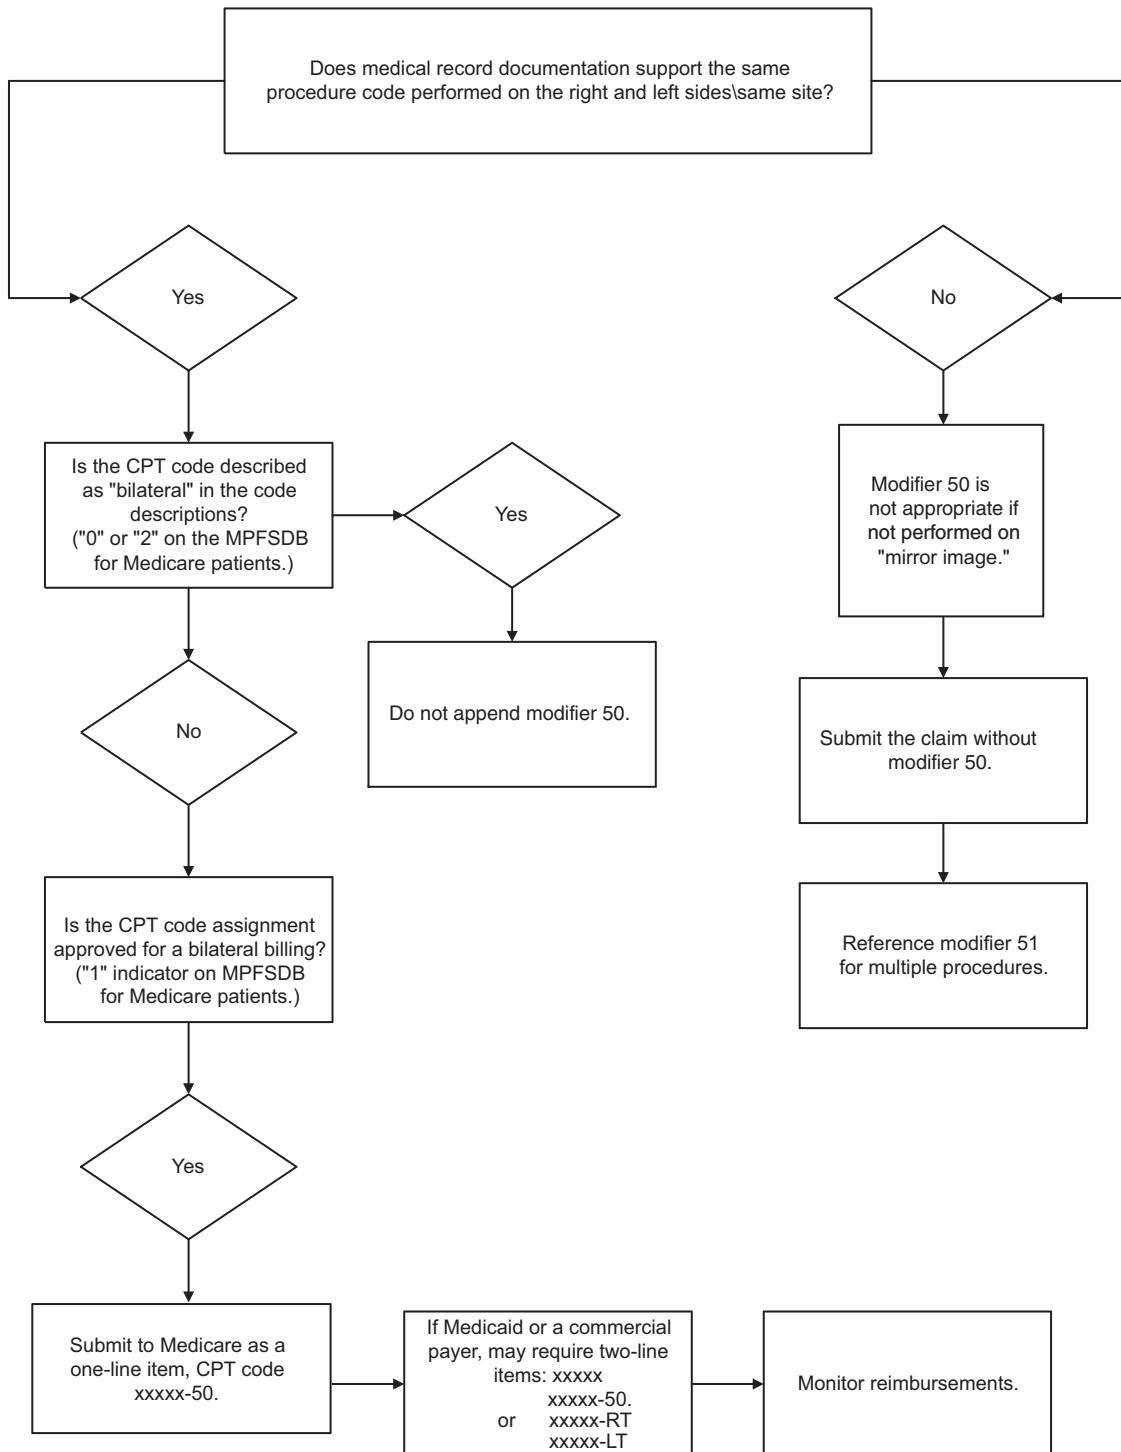 Does medical record documentation support the same
procedure code performed on the right and left sides\same site?
Yes
No
Is the CPT code described
as "bilateral" in the code
descriptions?
("0" or "2" on the MPFSDB
for Medicare patients.)
Yes
Modifier 50 is
not appropriate if
not performed on
"mirror image."
Do not append modifier 50.
No
Submit the claim without
modifier 50.
Is the CPT code assignment
approved for a bilateral billing?
("1" indicator on MPFSDB
for Medicare patients.)
Reference modifier 51
for multiple procedures.
Yes
Submit to Medicare as a
one-line item, CPT code
xxxxx-50.
If Medicaid or a commercial
payer, may require two-line
items: xxxxx
xxxxx-50.
or xxxxx-RT
xxxxx-LT
Monitor reimbursements.